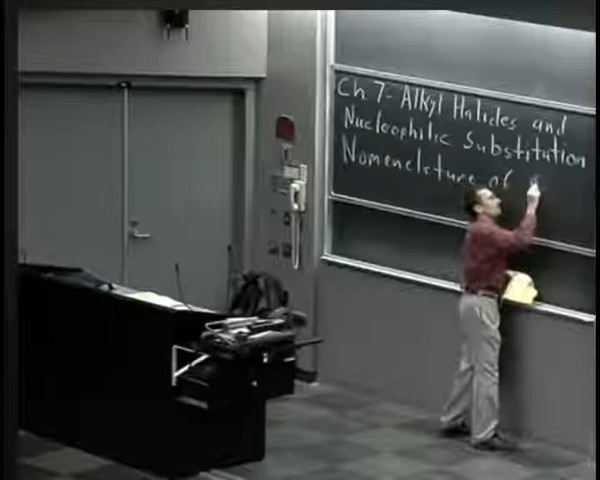 Ch 7- Alkyl Halides and
Nucleophilic Substitution
Nomenclature of